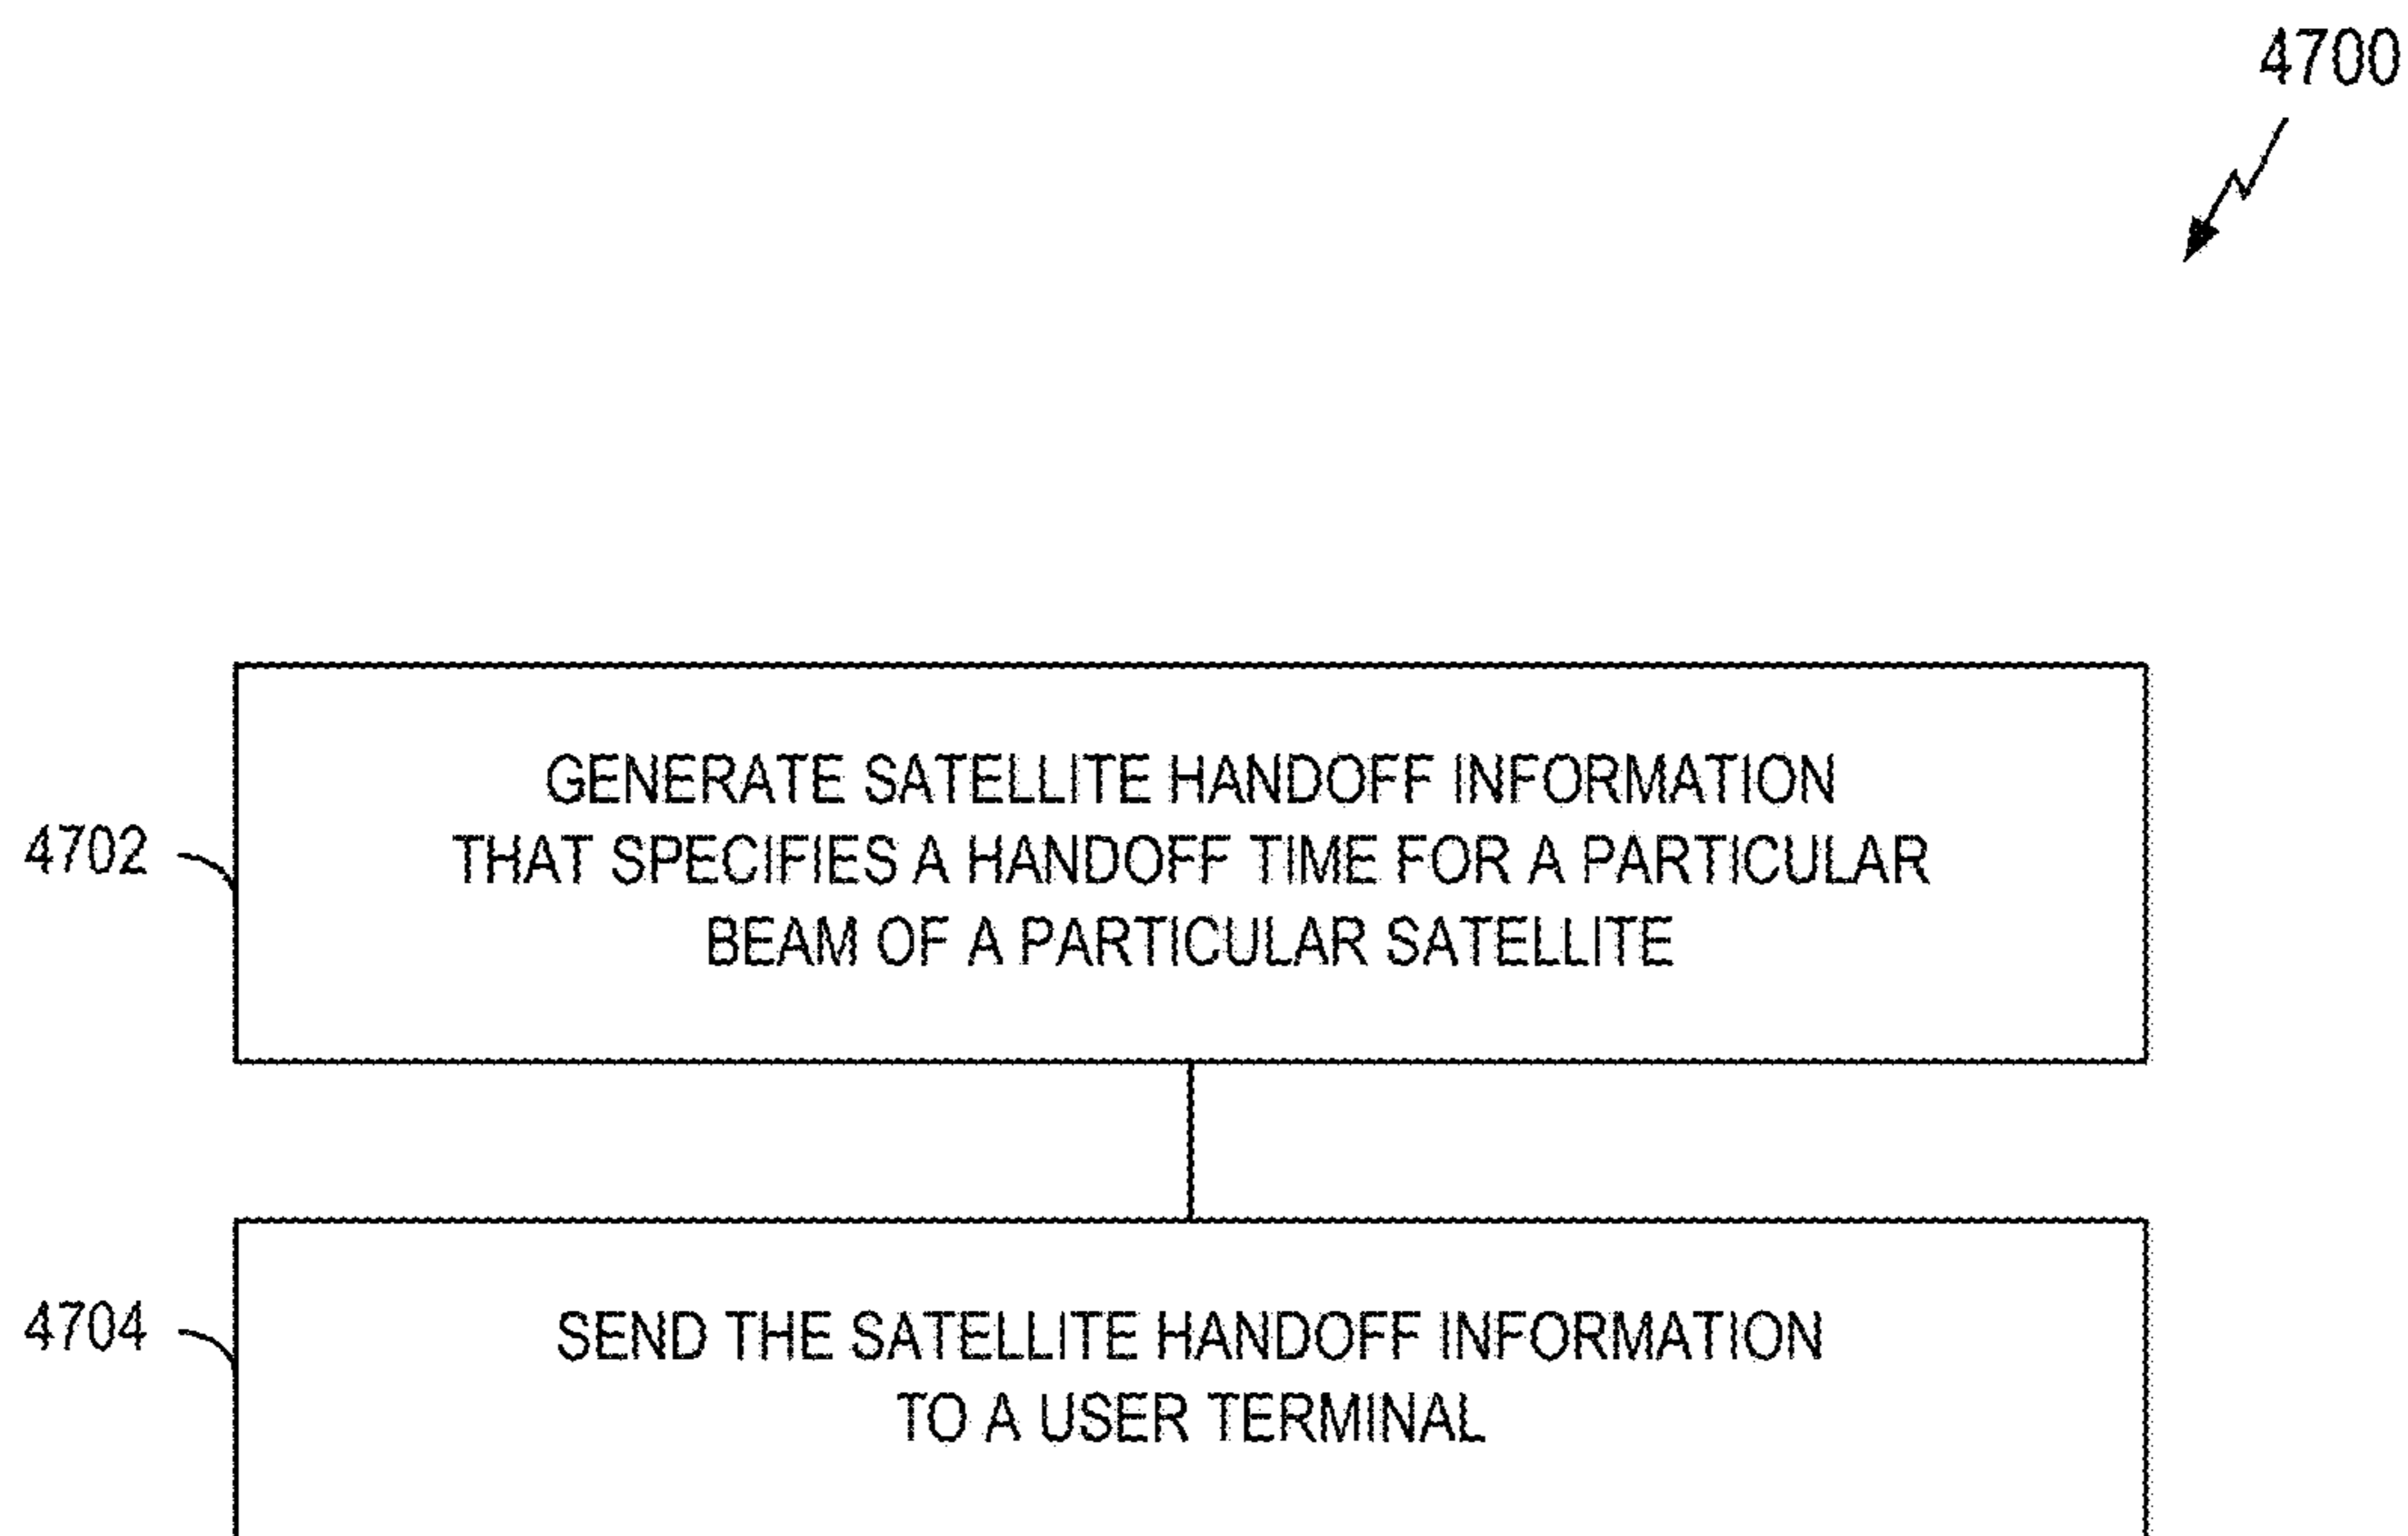 4700
4702
GENERATE SATELLITE HANDOFF INFORMATION
THAT SPECIFIES A HANDOFF TIME FOR A PARTICULAR
BEAM OF A PARTICULAR SATELLITE
4704
SEND THE SATELLITE HANDOFF INFORMATION
TO A USER TERMINAL